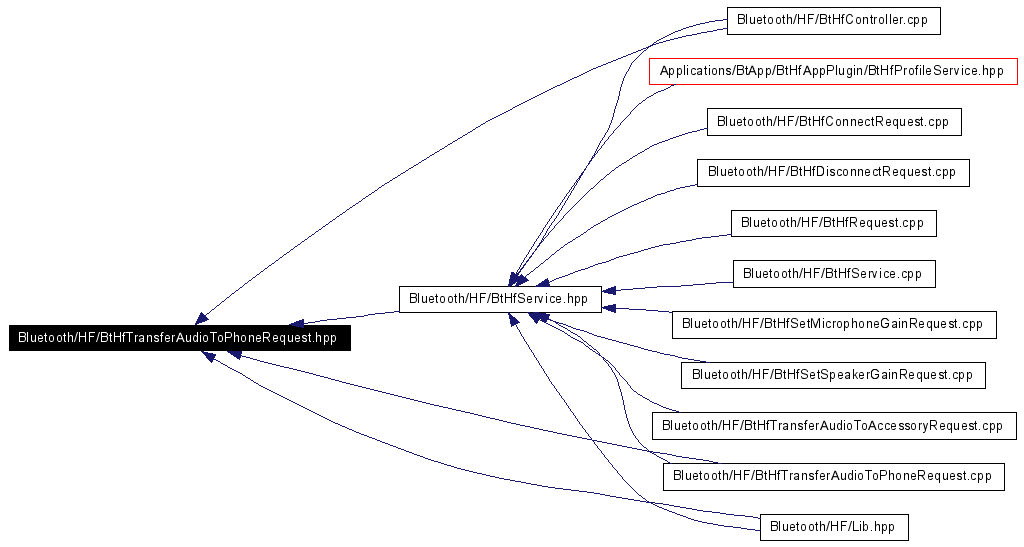 Bluetooth/HF/BtHfController.cpp
Applications/BtApp/BtHfAppPlugin/BtHfProfileService.hpp
Bluetooth/HF/BtHfConnectRequest.cpp
Bluetooth/HF/BtHfDisconnectRequest.cpp
Bluetooth/HF/BtHfRequest.cpp
Bluetooth/HF/BtHfService.cpp
Bluetooth/HF/BtHfService.hpp
Bluetooth/HF/BtHfSetMicrophoneGainRequest.cpp
Bluetooth/HF/BtHfTransferAudioToPhoneRequest.hpp
Bluetooth/HF/BtHfSetSpeakerGainRequest.cpp
Bluetooth/HF/BtHfTransferAudioToAccessoryRequest.cpp
Bluetooth/HF/BtHfTransferAudioToPhoneRequest.cpp
Bluetooth/HF/Lib.hpp